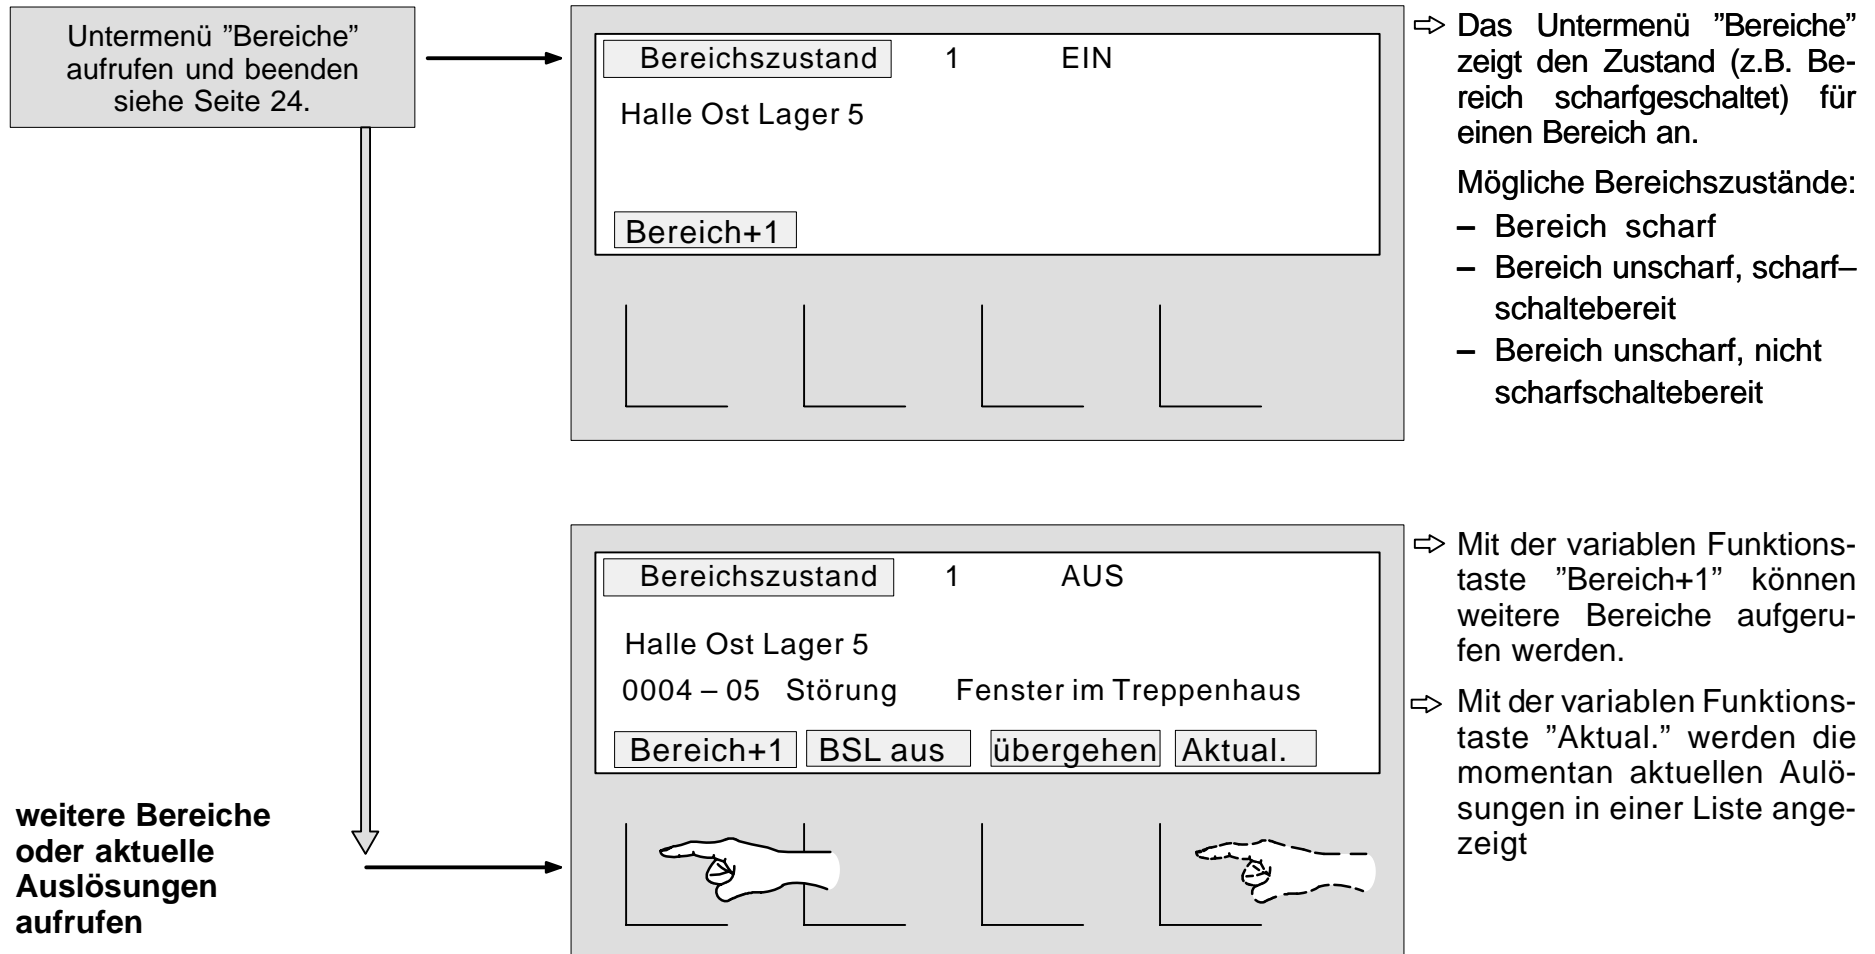 Untermenü ”Bereiche”
aufrufen und beenden
siehe Seite 24.
Bereichszustand 1 EIN
Halle Ost Lager 5
Bereich+1
⇨ Das Untermenü ”Bereiche”
zeigt den Zustand (z.B. Be-
reich scharfgeschaltet) für
einen Bereich an.
Mögliche Bereichszustände:
– Bereich scharf
– Bereich unscharf, scharf–
schaltebereit
– Bereich unscharf, nicht
scharfschaltebereit
weitere Bereiche
oder aktuelle
Auslösungen
aufrufen
Bereichszustand 1 AUS
Halle Ost Lager 5
0004 – 05 Störung Fenster im Treppenhaus
Bereich+1 BSL aus übergehen Aktual.
⇨ Mit der variablen Funktions-
taste ”Bereich+1” können
weitere Bereiche aufgeru-
fen werden.
⇨ Mit der variablen Funktions-
taste ”Aktual.” werden die
momentan aktuellen Aulö-
sungen in einer Liste ange-
zeigt